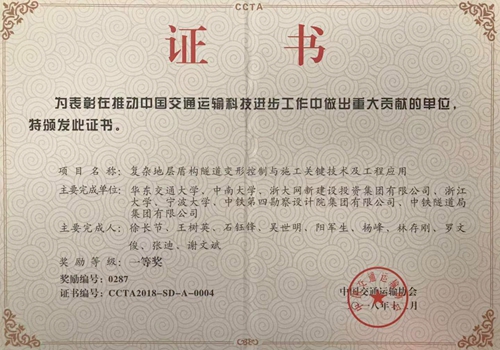 CCTA
证 书
为表彰在推动中国交通运输科技进步工作中做出重大贡献的单位,
特颁发此证书。
项目名称：复杂地层盾构隧道变形控制与施工关键技术及工程应用
主要完成单位：华东交通大学，中南大学、浙大网新建设投资集团有限公司、浙江
大学、宁波大学、中铁第四勘察设计院集团有限公司、中铁隧道局
集团有限公司
主要完成人：徐长节、王树英、石钰锋、吴世明、阳军生、杨峰，林存刚、罗文
俊、张迪、谢文斌
奖励等级：一等奖
奖励编号：0287
证书编号：CCTA2018-SD-A-0004
中国交通运输协会
二〇一八年十二月